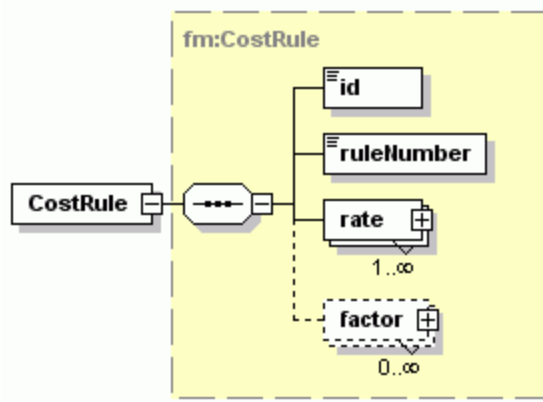 fm:CostRule
id
ruleNumber
CostRule
rate
1..∞
factor
0..∞